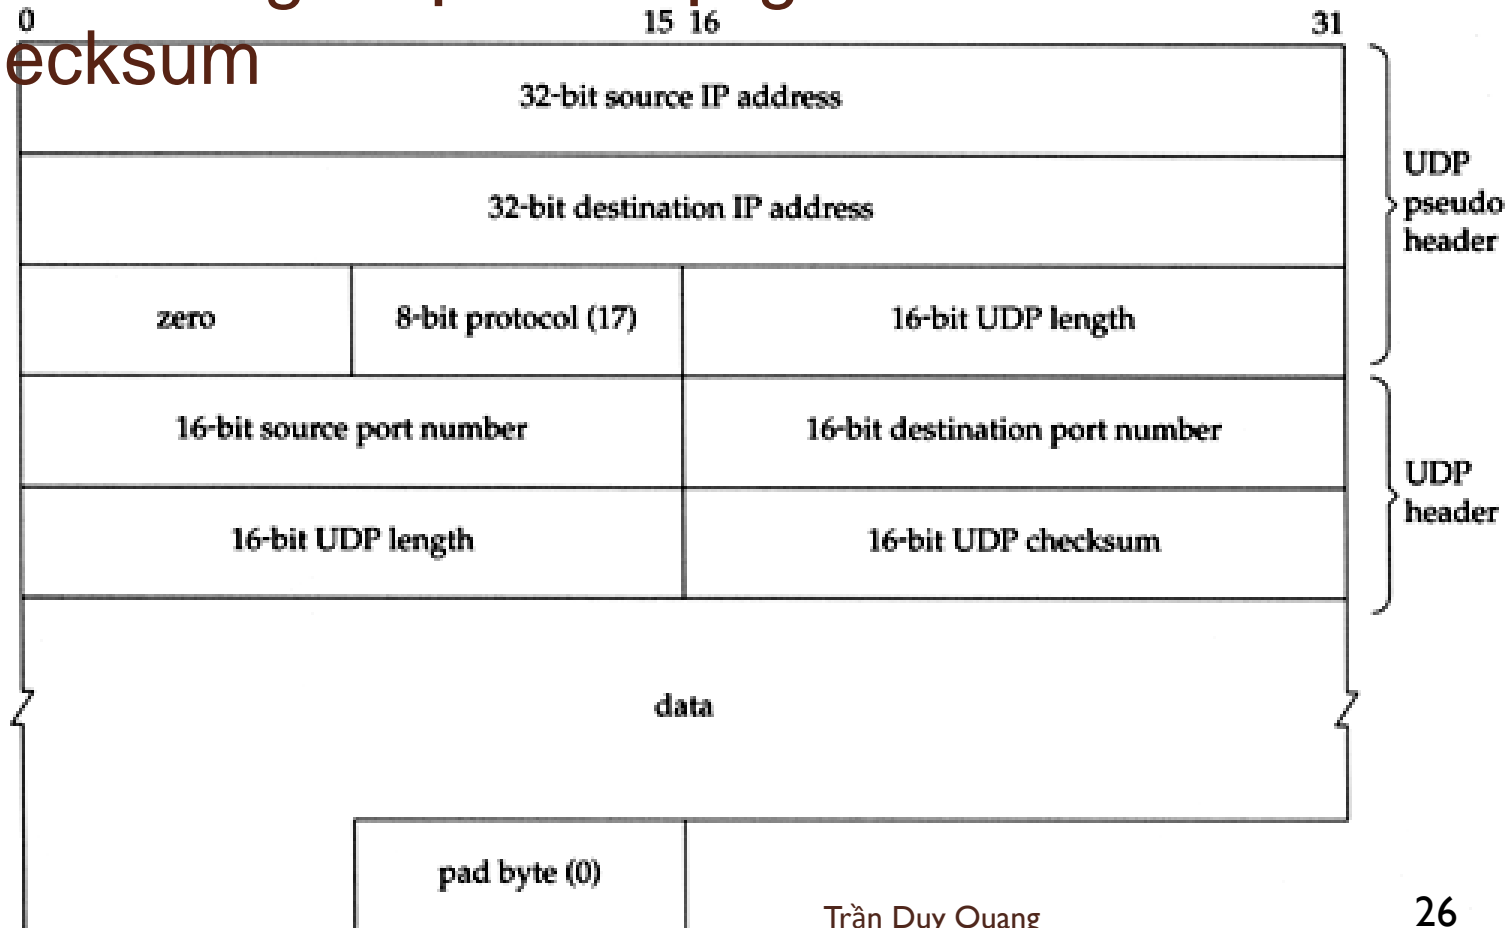 ecksum
0 15 16 31
32-bit source IP address
32-bit destination IP address
UDP
pseudo
header
zero 8-bit protocol (17) 16-bit UDP length
16-bit source port number 16-bit destination port number
16-bit UDP length 16-bit UDP checksum
UDP
header
data
pad byte (0)
Trần Duy Quang
26